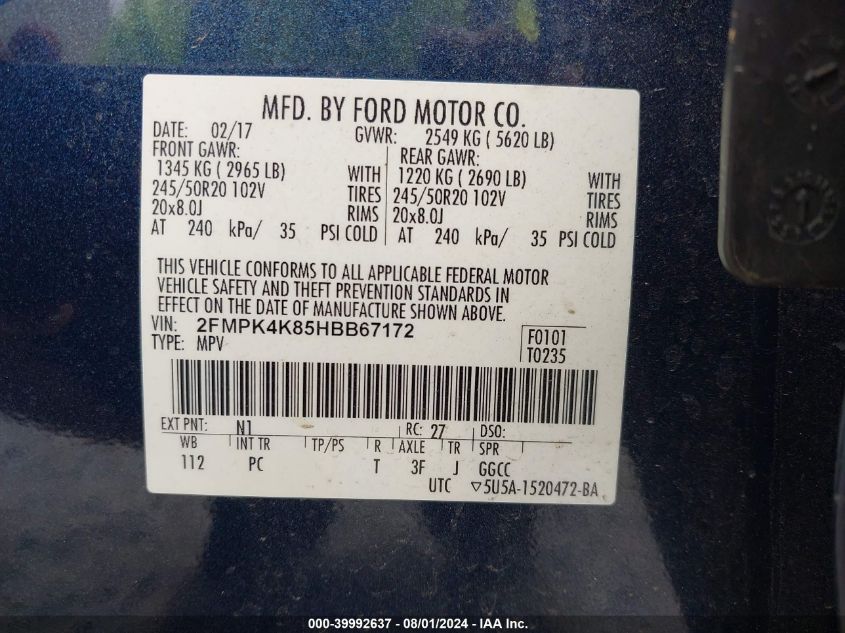 MFD. BY FORD MOTOR CO.
DATE: 02/17 GVWR: 2549 KG ( 5620 LB)
FRONT GAWR: REAR GAWR:
1345 KG ( 2965 LB) WITH 1220 KG ( 2690 LB) WITH
245/50R20 102V TIRES 245/50R20 102V TIRES
20x8.0J RIMS 20x8.0J RIMS
AT 240 kPa/ 35 PSI COLD AT 240 kPa/ 35 PSI COLD
THIS VEHICLE CONFORMS TO ALL APPLICABLE FEDERAL MOTOR
VEHICLE SAFETY AND THEFT PREVENTION STANDARDS IN
EFFECT ON THE DATE OF MANUFACTURE SHOWN ABOVE.
VIN: 2FMPK4K85HBB67172 F0101
TYPE: MPV T0235
EXT PNT: N1 RC: 27 DSO:
WB INT TR TP/PS R AXLE TR SPR
112 PC T 3F J GGCC
UTC ▽5U5A-1520472-BA
000-39992637 - 08/01/2024 - IAA Inc.